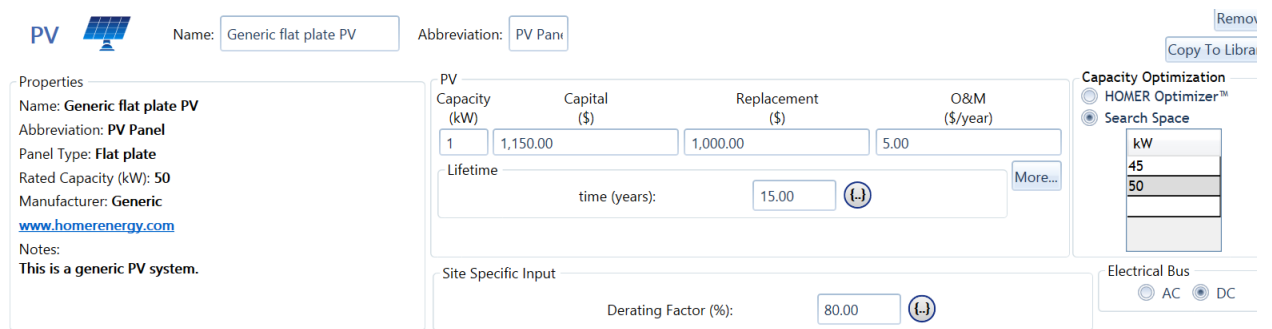 PV
Name: Generic flat plate PV Abbreviation: PV Pane
Remov
Copy To Librar
Properties
Name: Generic flat plate PV
Abbreviation: PV Panel
Panel Type: Flat plate
Rated Capacity (kW): 50
Manufacturer: Generic
www.homerenergy.com
Notes:
This is a generic PV system.
PV
Capacity (kW) Capital ($) Replacement ($) O&M ($/year)
1 1,150.00 1,000.00 5.00
Lifetime
time (years): 15.00 {..}
More...
Site Specific Input
Derating Factor (%): 80.00 {..}
Capacity Optimization
HOMER Optimizer™
Search Space
kW
45
50
Electrical Bus
AC DC